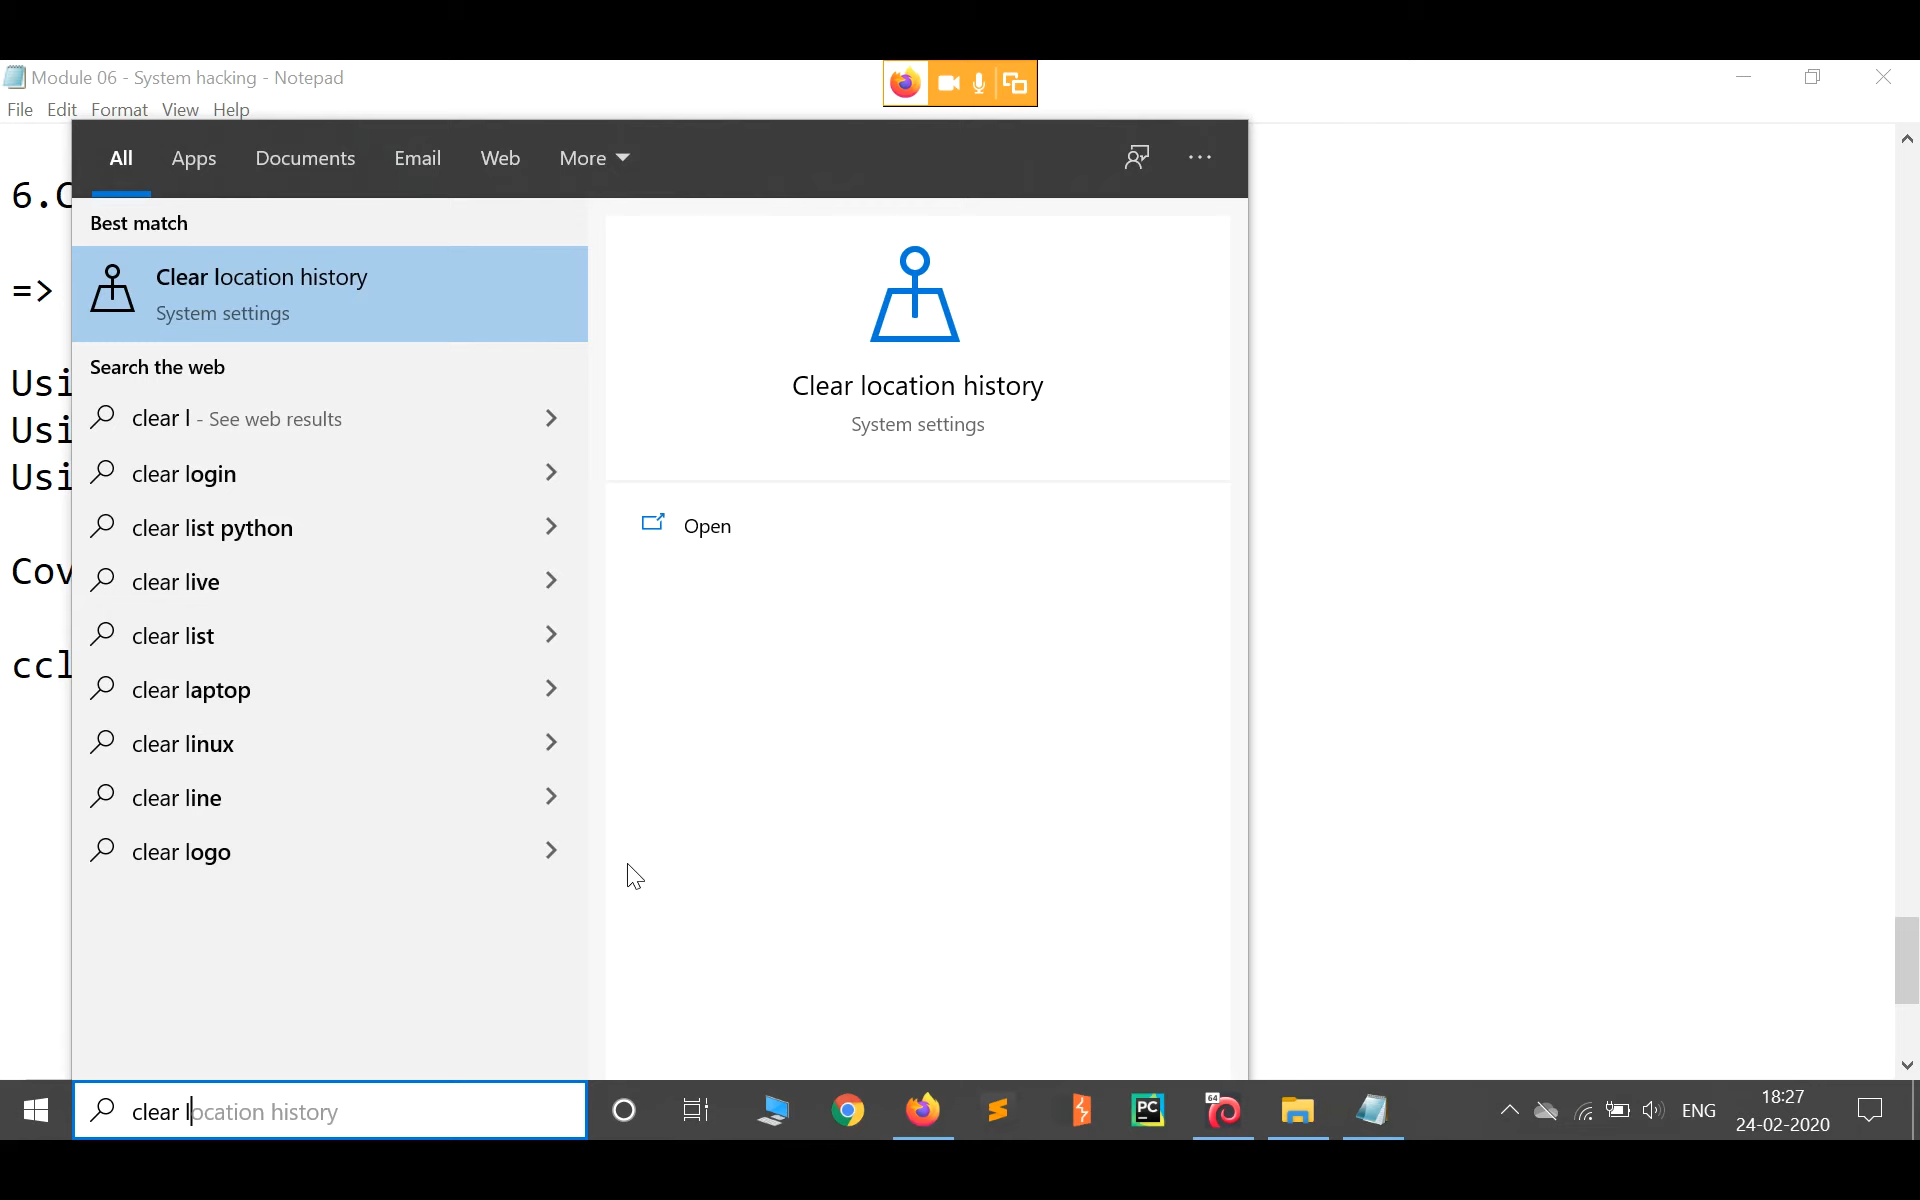 Module 06 - System hacking - Notepad
File Edit Format View Help
All Apps Documents Email Web More
6.C
=>
Usi
Usi
Usi
Cov
ccl
Best match
Clear location history
System settings
Search the web
clear l - See web results
clear login
clear list python
clear live
clear list
clear laptop
clear linux
clear line
clear logo
Clear location history
System settings
Open
clear location history
PC
64
ENG
18:27
24-02-2020